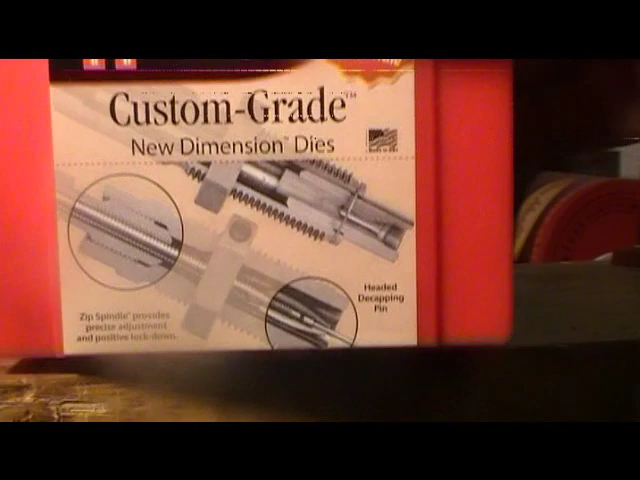 Custom-Grade™
New Dimension™ Dies
Headed
Decapping
Pin
Zip Spindle™ provides
precise adjustment
and positive lock-down.